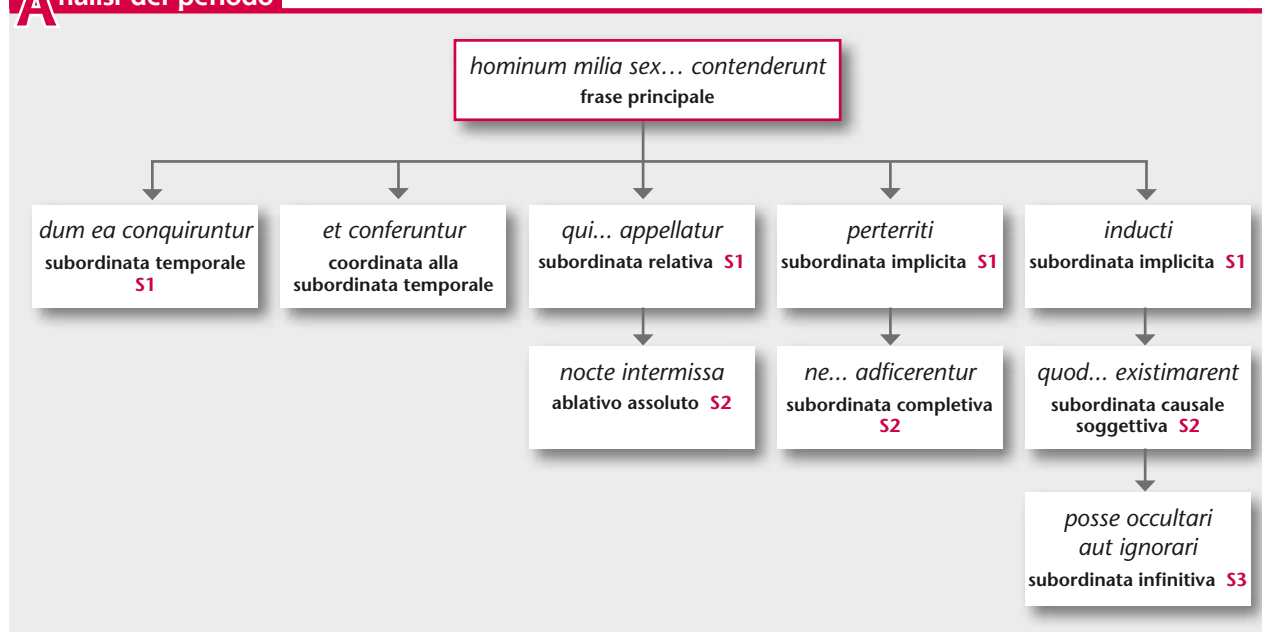 Analisi del periodo
hominum milia sex... contenderunt
frase principale
dum ea conquiruntur
subordinata temporale
S1
et conferuntur
coordinata alla
subordinata temporale
qui... appellatur
subordinata relativa S1
perterriti
subordinata implicita S1
inducti
subordinata implicita S1
nocte intermissa
ablativo assoluto S2
ne... adficerentur
subordinata completiva
S2
quod... existimarent
subordinata causale
soggettiva S2
posse occultari
aut ignorari
subordinata infinitiva S3